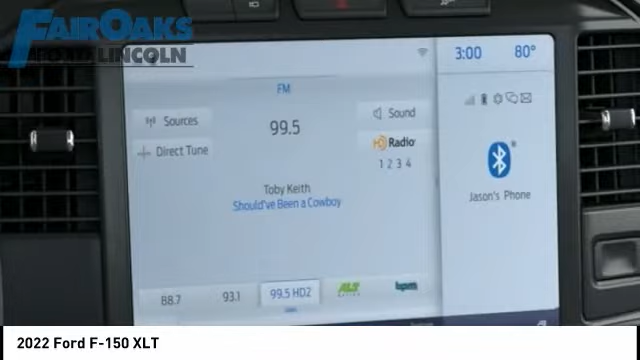 FAIROAKS
FORD LINCOLN
3:00 80°
FM
Sources
99.5
Sound
HD Radio
Direct Tune
1 2 3 4
Toby Keith
Should've Been a Cowboy
Jason's Phone
88.7
93.1
99.5 HD2
ALT
bpm
2022 Ford F-150 XLT